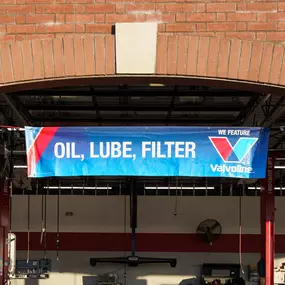 WE FEATURE
OIL, LUBE, FILTER
Valvoline